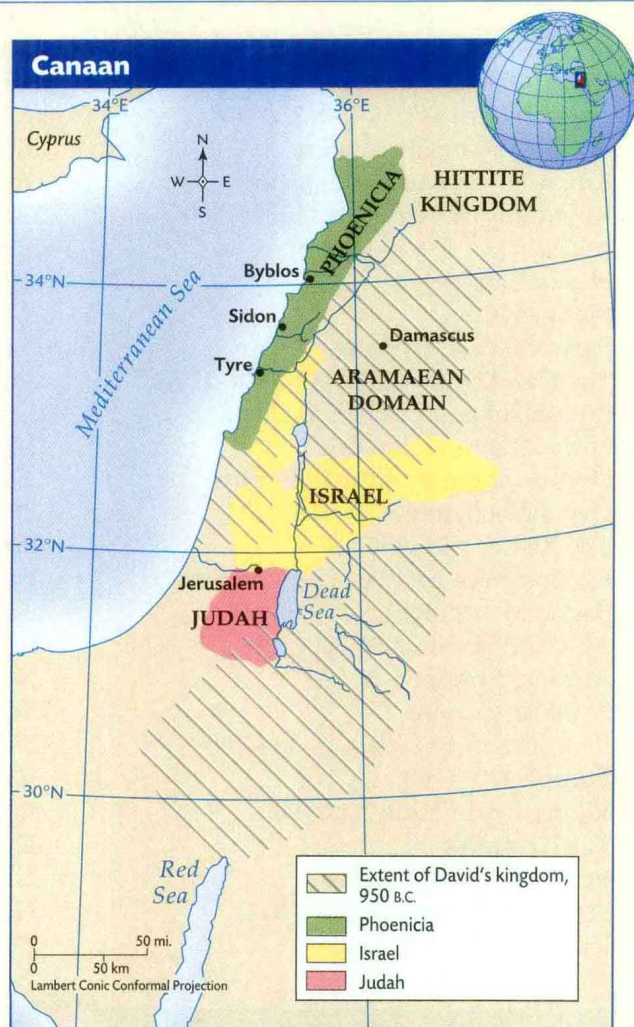 Canaan
34°E
36°E
Cyprus
N
W
E
S
HITTITE
KINGDOM
PHOENICIA
34°N
Byblos
Sidon
Mediterranean Sea
Damascus
Tyre
ARAMAEAN
DOMAIN
ISRAEL
32°N
Jerusalem
Dead
Sea
JUDAH
30°N
Red
Sea
Extent of David's kingdom,
950 B.C.
Phoenicia
Israel
Judah
0 50 mi.
0 50 km
Lambert Conic Conformal Projection